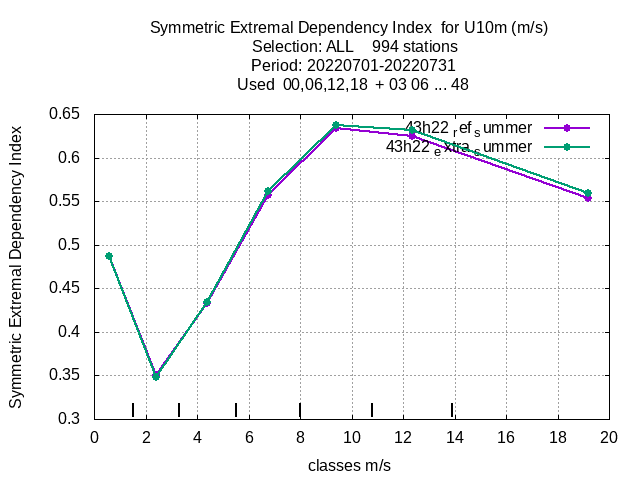 Symmetric Extremal Dependency Index  for U10m (m/s)
Selection: ALL    994 stations
Period: 20220701-20220731
Used  00,06,12,18  + 03 06 ... 48
43h22 ref summer
43h22 extra summer
Symmetric Extremal Dependency Index
0.65
0.6
0.55
0.5
0.45
0.4
0.35
0.3
0 2 4 6 8 10 12 14 16 18 20
classes m/s